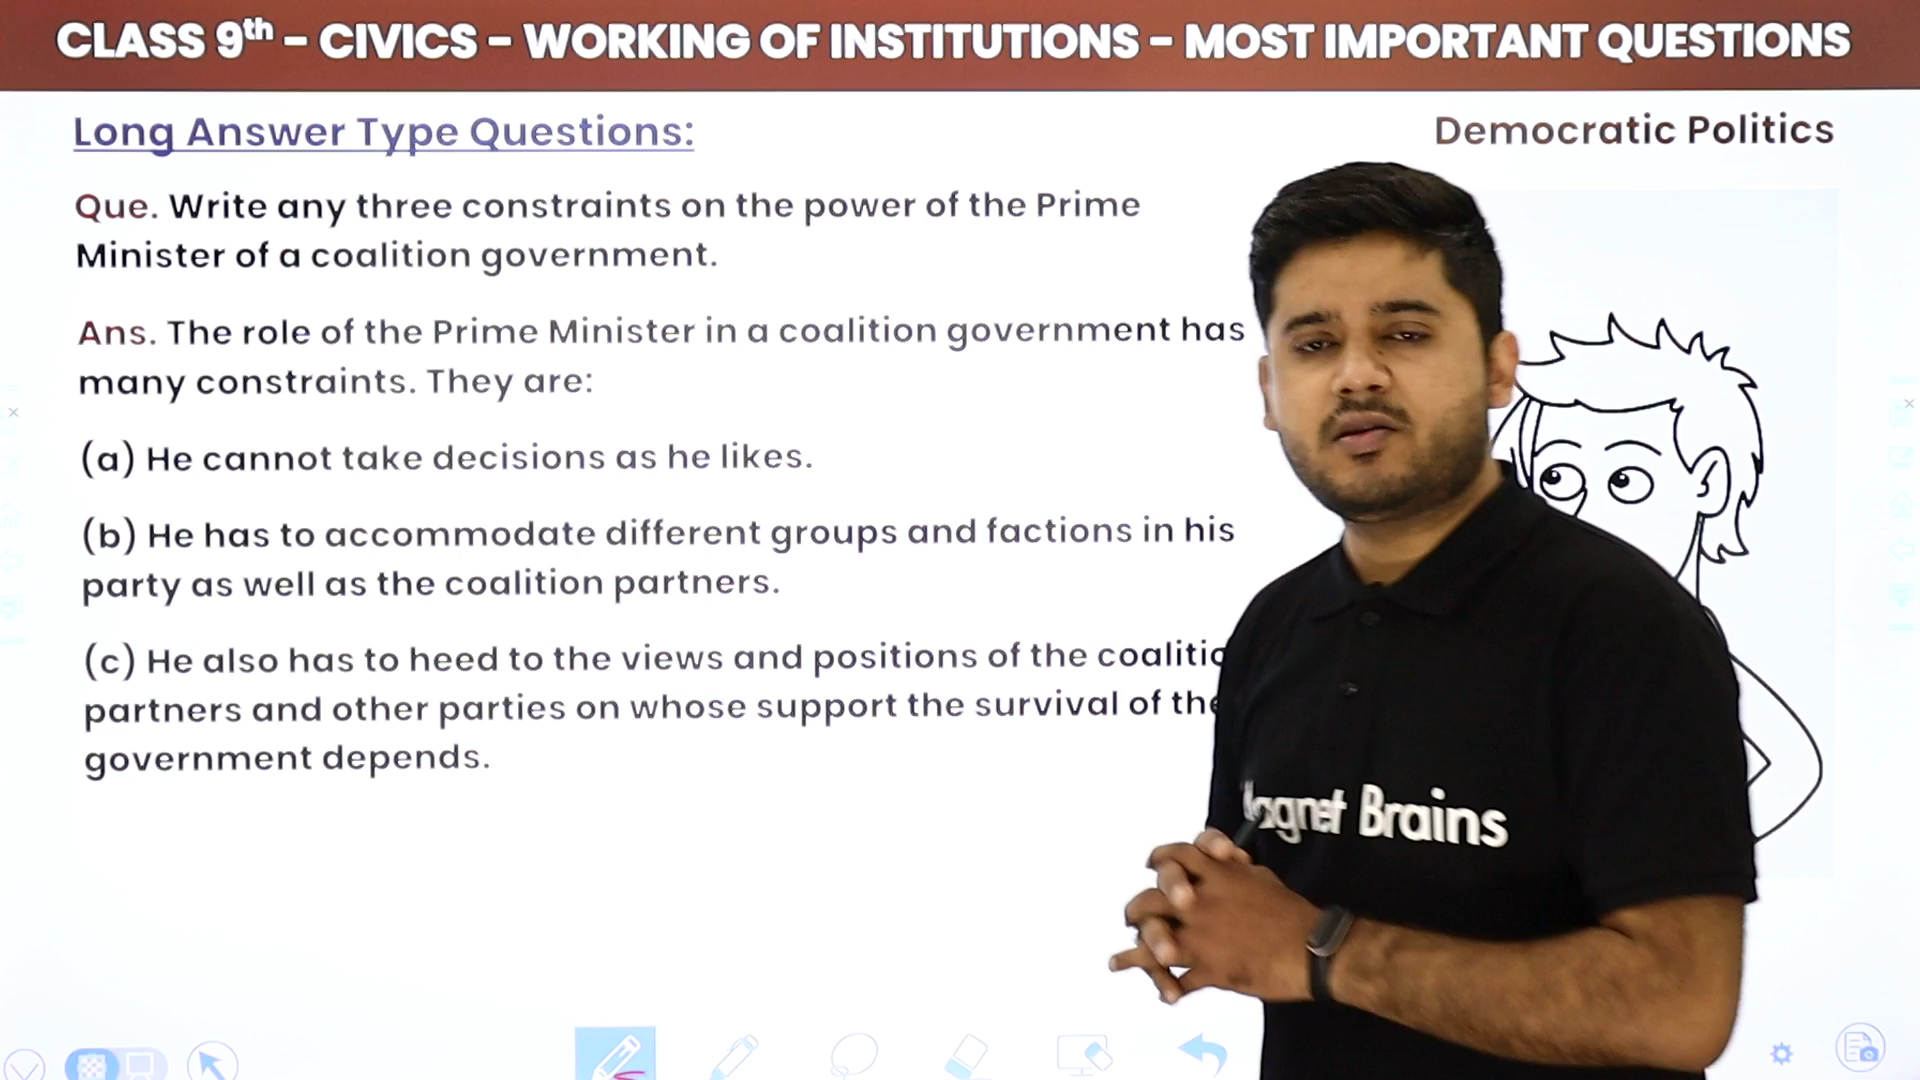 CLASS 9th - CIVICS - WORKING OF INSTITUTIONS - MOST IMPORTANT QUESTIONS
Long Answer Type Questions:
Democratic Politics
Que. Write any three constraints on the power of the Prime
Minister of a coalition government.
Ans. The role of the Prime Minister in a coalition government has
many constraints. They are:
(a) He cannot take decisions as he likes.
(b) He has to accommodate different groups and factions in his
party as well as the coalition partners.
(c) He also has to heed to the views and positions of the
partners and other parties on whose support the survival of the
government depends.
Brains